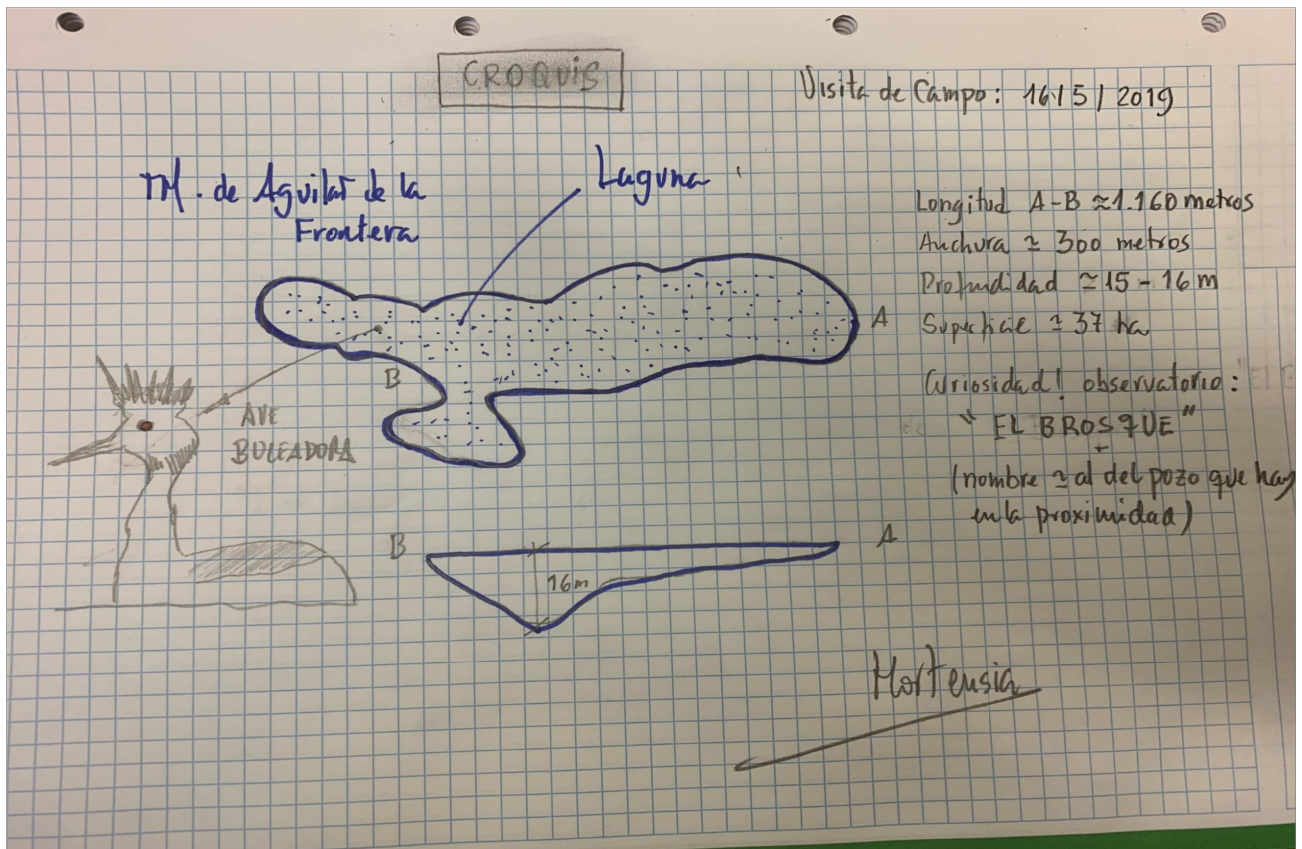 CROQUIS
Visita de Campo: 16/5/2019
TM. de Aguilar de la
Frontera
Laguna
Longitud A-B ≈ 1.160 metros
Anchura ≃ 300 metros
Profundidad ≃ 15 - 16 m
Superficie ≃ 37 ha
Curiosidad! observatorio:
" EL BROSQUE "
(nombre ≃ al del pozo que hay
en la proximidad)
A
B
AVE
BUCEADORA
B
A
16m
Hortensia